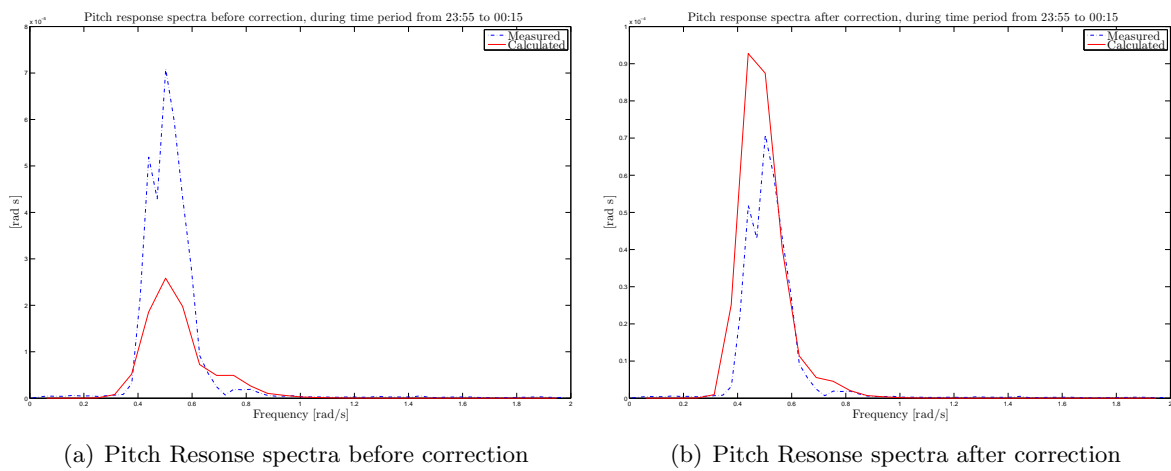 Pitch response spectra before correction, during time period from 23:55 to 00:15
Measured
Calculated
8
7
6
5
4
3
2
1
0
[rad s]
0 0.2 0.4 0.6 0.8 1 1.2 1.4 1.6 1.8 2
Frequency [rad/s]
(a) Pitch Resonse spectra before correction
Pitch response spectra after correction, during time period from 23:55 to 00:15
Measured
Calculated
1
0.9
0.8
0.7
0.6
0.5
0.4
0.3
0.2
0.1
0
[rad s]
0 0.2 0.4 0.6 0.8 1 1.2 1.4 1.6 1.8 2
Frequency [rad/s]
(b) Pitch Resonse spectra after correction